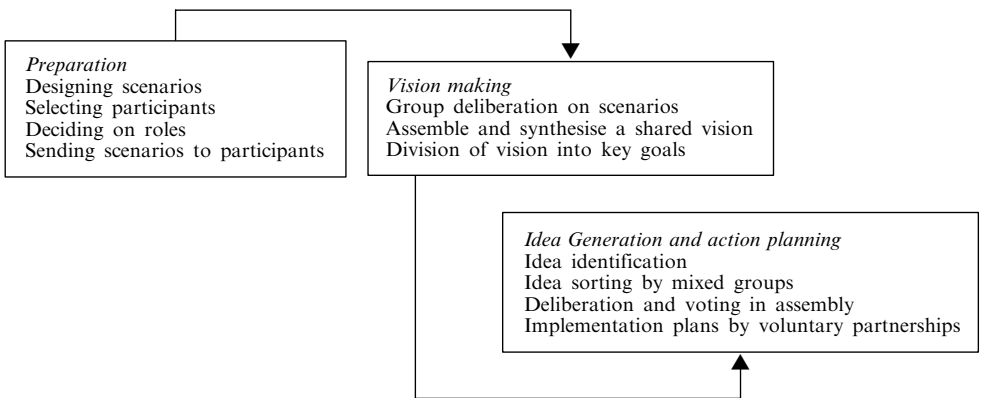 Preparation
Designing scenarios
Selecting participants
Deciding on roles
Sending scenarios to participants
Vision making
Group deliberation on scenarios
Assemble and synthesise a shared vision
Division of vision into key goals
Idea Generation and action planning
Idea identification
Idea sorting by mixed groups
Deliberation and voting in assembly
Implementation plans by voluntary partnerships